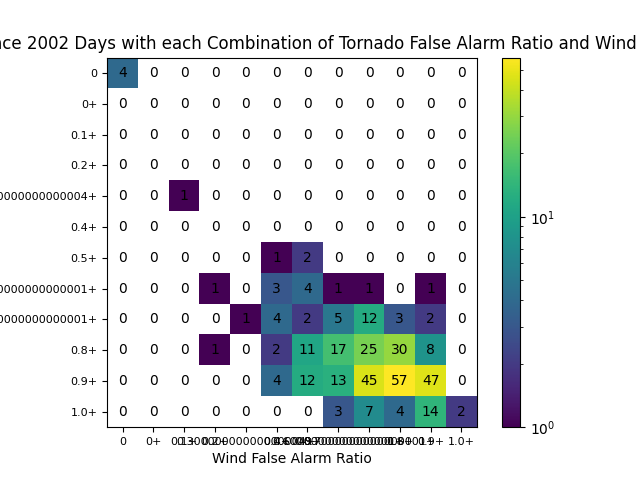 nce 2002 Days with each Combination of Tornado False Alarm Ratio and Wind
0 4 0 0 0 0 0 0 0 0 0 0 0
0+ 0 0 0 0 0 0 0 0 0 0 0 0
0.1+ 0 0 0 0 0 0 0 0 0 0 0 0
0.2+ 0 0 0 0 0 0 0 0 0 0 0 0
0000000000004+ 0 0 1 0 0 0 0 0 0 0 0 0
0.4+ 0 0 0 0 0 0 0 0 0 0 0 0
0.5+ 0 0 0 0 0 1 2 0 0 0 0 0
000000000001+ 0 0 0 1 0 3 4 1 1 0 1 0
000000000001+ 0 0 0 0 1 4 2 5 12 3 2 0
0.8+ 0 0 0 1 0 2 11 17 25 30 8 0
0.9+ 0 0 0 0 0 4 12 13 45 57 47 0
1.0+ 0 0 0 0 0 0 0 3 7 4 14 2
0 0+ 0.9+ 1.0+
Wind False Alarm Ratio
10¹
10⁰